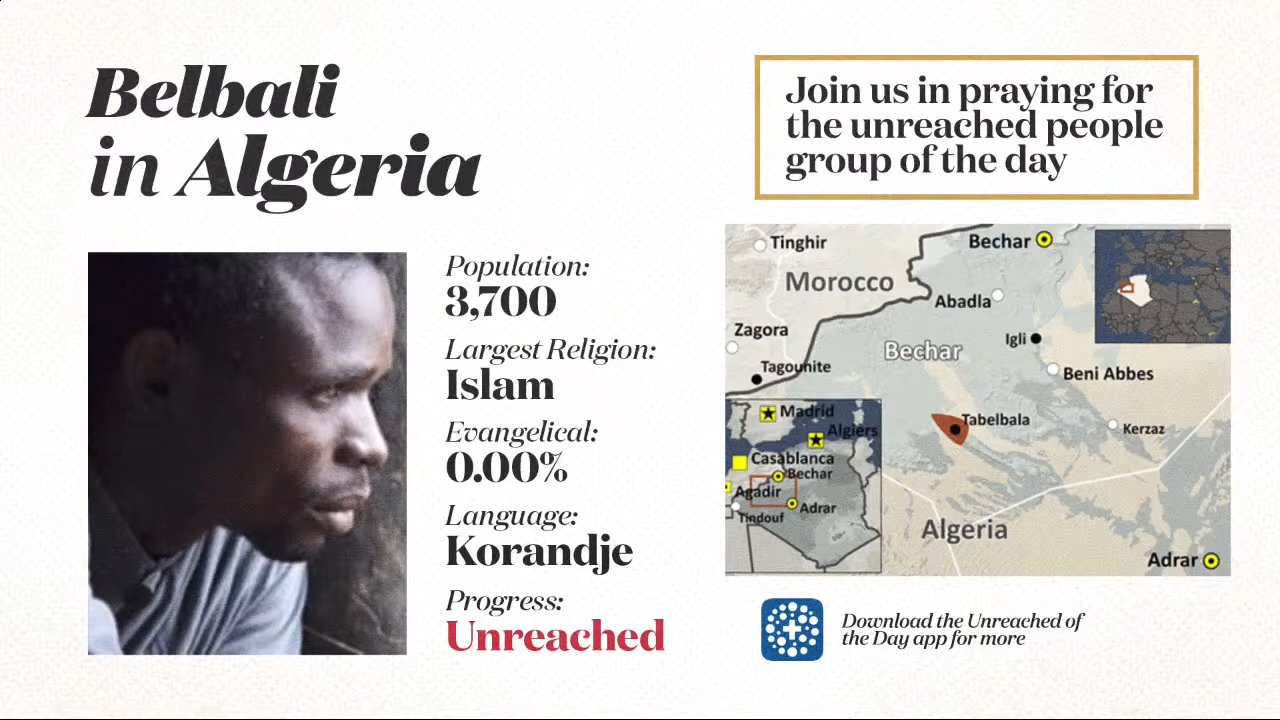 Belbali
in Algeria
Join us in praying for
the unreached people
group of the day
Population:
3,700
Largest Religion:
Islam
Evangelical:
0.00%
Language:
Korandje
Progress:
Unreached
Tinghir
Bechar
Morocco
Abadla
Zagora
Igli
Bechar
Tagounite
Beni Abbes
Madrid
Tabelbala
Algiers
Kerzaz
Casablanca
Bechar
Agadir
Adrar
Tindouf
Algeria
Adrar
Download the Unreached of
the Day app for more